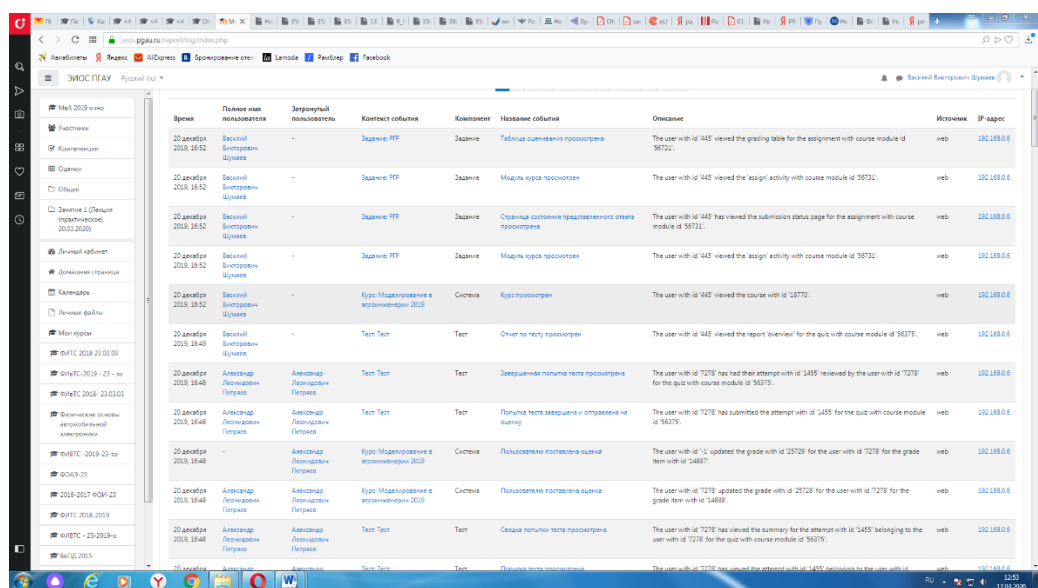 eios.pgau.ru/report/log/index.php
Авиабилеты Яндекс AliExpress Бронирование отел Lamoda Рамблер Facebook
ЭИОС ПГАУ Русский (ru)
Василий Викторович Шумаев
МеА 2019 очно
Участники
Компетенции
Оценки
Общее
Занятие 1 (Лекция
(практическое)
20.03.2020)
Личный кабинет
Домашняя страница
Календарь
Личные файлы
Мои курсы
ФИТС 2018 23.03.03
ФИвТС-2019 - 23 - зо
ФИвТС 2018- 23.03.03
Физические основы
автомобильной
электроники
ФИВТС -2019-23-зо
ФОАЭ-23
2016-2017 ФОИ-23
ФИТС 2018-2019
ФИВТС - 23-2019-о
ВеПД 2015
Время Полное имя пользователя Затронутый пользователь Контекст события Компонент Название события Описание Источник IP-адрес
20 декабря 2019, 16:52 Василий Викторович Шумаев - Задание: РГР Задание Таблица оценивания просмотрена The user with id '445' viewed the grading table for the assignment with course module id '56731'. web 192.168.0.6
20 декабря 2019, 16:52 Василий Викторович Шумаев - Задание: РГР Задание Модуль курса просмотрен The user with id '445' viewed the 'assign' activity with course module id '56731'. web 192.168.0.6
20 декабря 2019, 16:52 Василий Викторович Шумаев - Задание: РГР Задание Страница состояния представленного ответа просмотрена The user with id '445' has viewed the submission status page for the assignment with course module id '56731'. web 192.168.0.6
20 декабря 2019, 16:52 Василий Викторович Шумаев - Задание: РГР Задание Модуль курса просмотрен The user with id '445' viewed the 'assign' activity with course module id '56731'. web 192.168.0.6
20 декабря 2019, 16:52 Василий Викторович Шумаев - Курс: Моделирование в агроинженерии 2019 Система Курс просмотрен The user with id '445' viewed the course with id '18770'. web 192.168.0.6
20 декабря 2019, 16:49 Василий Викторович Шумаев - Тест: Тест Тест Отчет по тесту просмотрен The user with id '445' viewed the report 'overview' for the quiz with course module id '56375'. web 192.168.0.6
20 декабря 2019, 16:48 Александр Леонидович Петряев Александр Леонидович Петряев Тест: Тест Тест Завершенная попытка теста просмотрена The user with id '7278' has had their attempt with id '1455' reviewed by the user with id '7278' for the quiz with course module id '56375'. web 192.168.0.6
20 декабря 2019, 16:48 Александр Леонидович Петряев Александр Леонидович Петряев Тест: Тест Тест Попытка теста завершена и отправлена на оценку The user with id '7278' has submitted the attempt with id '1455' for the quiz with course module id '56375'. web 192.168.0.6
20 декабря 2019, 16:48 - Александр Леонидович Петряев Курс: Моделирование в агроинженерии 2019 Система Пользователю поставлена оценка The user with id '-1' updated the grade with id '25729' for the user with id '7278' for the grade item with id '14887'. web 192.168.0.6
20 декабря 2019, 16:48 Александр Леонидович Петряев Александр Леонидович Петряев Курс: Моделирование в агроинженерии 2019 Система Пользователю поставлена оценка The user with id '7278' updated the grade with id '25728' for the user with id '7278' for the grade item with id '14888'. web 192.168.0.6
20 декабря 2019, 16:48 Александр Леонидович Петряев Александр Леонидович Петряев Тест: Тест Тест Сводка попытки теста просмотрена The user with id '7278' has viewed the summary for the attempt with id '1455' belonging to the user with id '7278' for the quiz with course module id '56375'. web 192.168.0.6
RU 12:53
17.03.2020